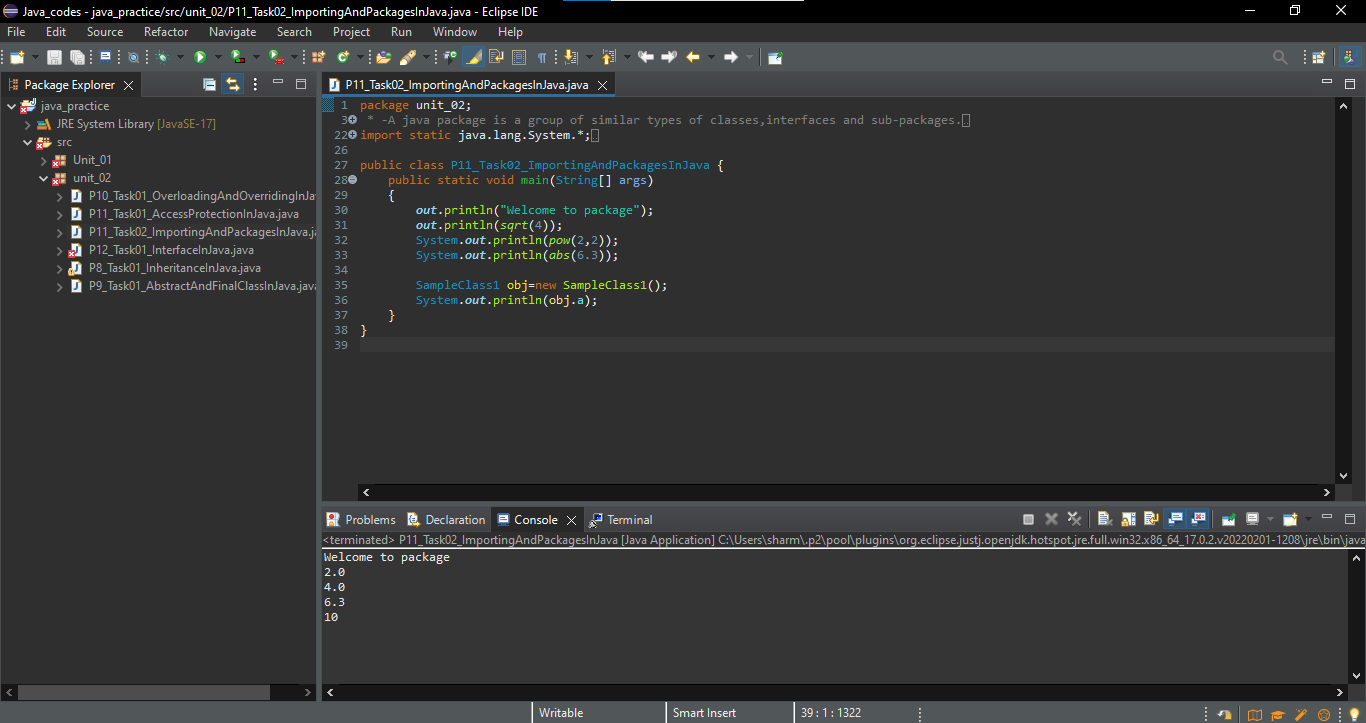 Java_codes - java_practice/src/unit_02/P11_Task02_ImportingAndPackagesInJava.java - Eclipse IDE
File Edit Source Refactor Navigate Search Project Run Window Help
Package Explorer
java_practice
JRE System Library [JavaSE-17]
src
Unit_01
unit_02
P10_Task01_OverloadingAndOverridingInJa
P11_Task01_AccessProtectionInJava.java
P11_Task02_ImportingAndPackagesInJava.ja
P12_Task01_InterfaceInJava.java
P8_Task01_InheritanceInJava.java
P9_Task01_AbstractAndFinalClassInJava.java
P11_Task02_ImportingAndPackagesInJava.java
1 package unit_02;
3 * -A java package is a group of similar types of classes,interfaces and sub-packages.
22 import static java.lang.System.*;
26
27 public class P11_Task02_ImportingAndPackagesInJava {
28 public static void main(String[] args)
29 {
30 out.println("Welcome to package");
31 out.println(sqrt(4));
32 System.out.println(pow(2,2));
33 System.out.println(abs(6.3));
34
35 SampleClass1 obj=new SampleClass1();
36 System.out.println(obj.a);
37 }
38 }
39
Problems Declaration Console Terminal
<terminated> P11_Task02_ImportingAndPackagesInJava [Java Application] C:\Users\sharm\.p2\pool\plugins\org.eclipse.justj.openjdk.hotspot.jre.full.win32.x86_64_17.0.2.v20220201-1208\jre\bin\java
Welcome to package
2.0
4.0
6.3
10
Writable Smart Insert 39 : 1 : 1322